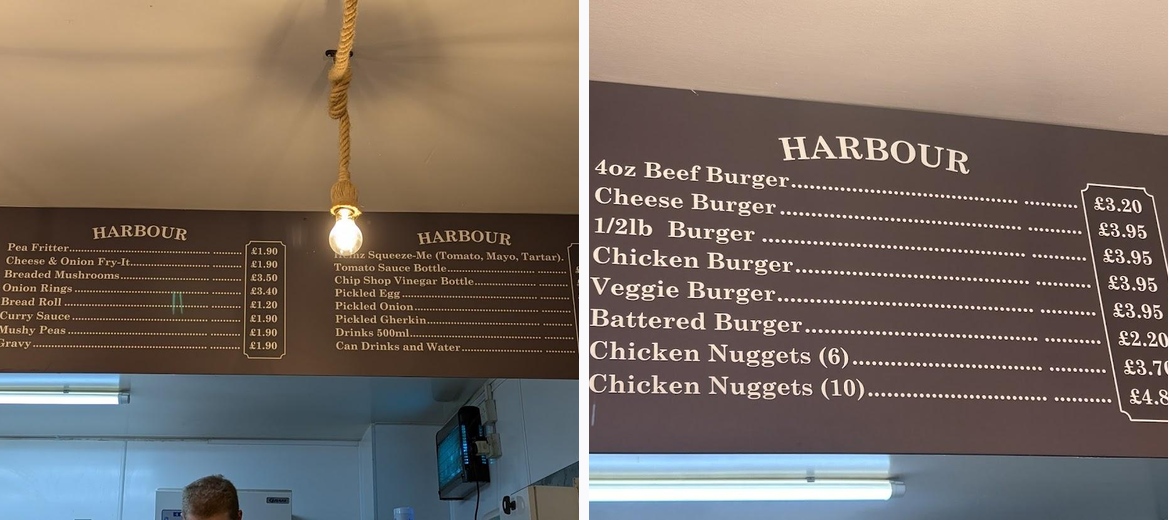 HARBOUR
Pea Fritter £1.90
Cheese & Onion Fry-It £1.90
Breaded Mushrooms £3.50
Onion Rings £3.40
Bread Roll £1.20
Curry Sauce £1.90
Mushy Peas £1.90
Gravy £1.90
HARBOUR
Heinz Squeeze-Me (Tomato, Mayo, Tartar).
Tomato Sauce Bottle
Chip Shop Vinegar Bottle
Pickled Egg
Pickled Onion
Pickled Gherkin
Drinks 500ml
Can Drinks and Water
HARBOUR
4oz Beef Burger £3.20
Cheese Burger £3.95
1/2lb Burger £3.95
Chicken Burger £3.95
Veggie Burger £3.95
Battered Burger £2.20
Chicken Nuggets (6)
Chicken Nuggets (10)